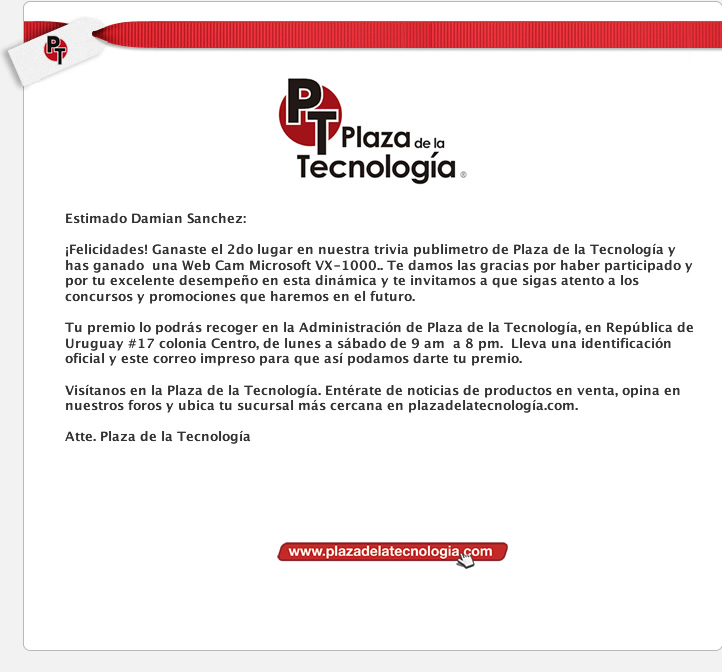 PT
PT Plaza de la
Tecnología ®
Estimado Damian Sanchez:
¡Felicidades! Ganaste el 2do lugar en nuestra trivia publimetro de Plaza de la Tecnología y
has ganado  una Web Cam Microsoft VX-1000.. Te damos las gracias por haber participado y
por tu excelente desempeño en esta dinámica y te invitamos a que sigas atento a los
concursos y promociones que haremos en el futuro.
Tu premio lo podrás recoger en la Administración de Plaza de la Tecnología, en República de
Uruguay #17 colonia Centro, de lunes a sábado de 9 am  a 8 pm.  Lleva una identificación
oficial y este correo impreso para que así podamos darte tu premio.
Visítanos en la Plaza de la Tecnología. Entérate de noticias de productos en venta, opina en
nuestros foros y ubica tu sucursal más cercana en plazadelatecnología.com.
Atte. Plaza de la Tecnología
www.plazadelatecnologia.com